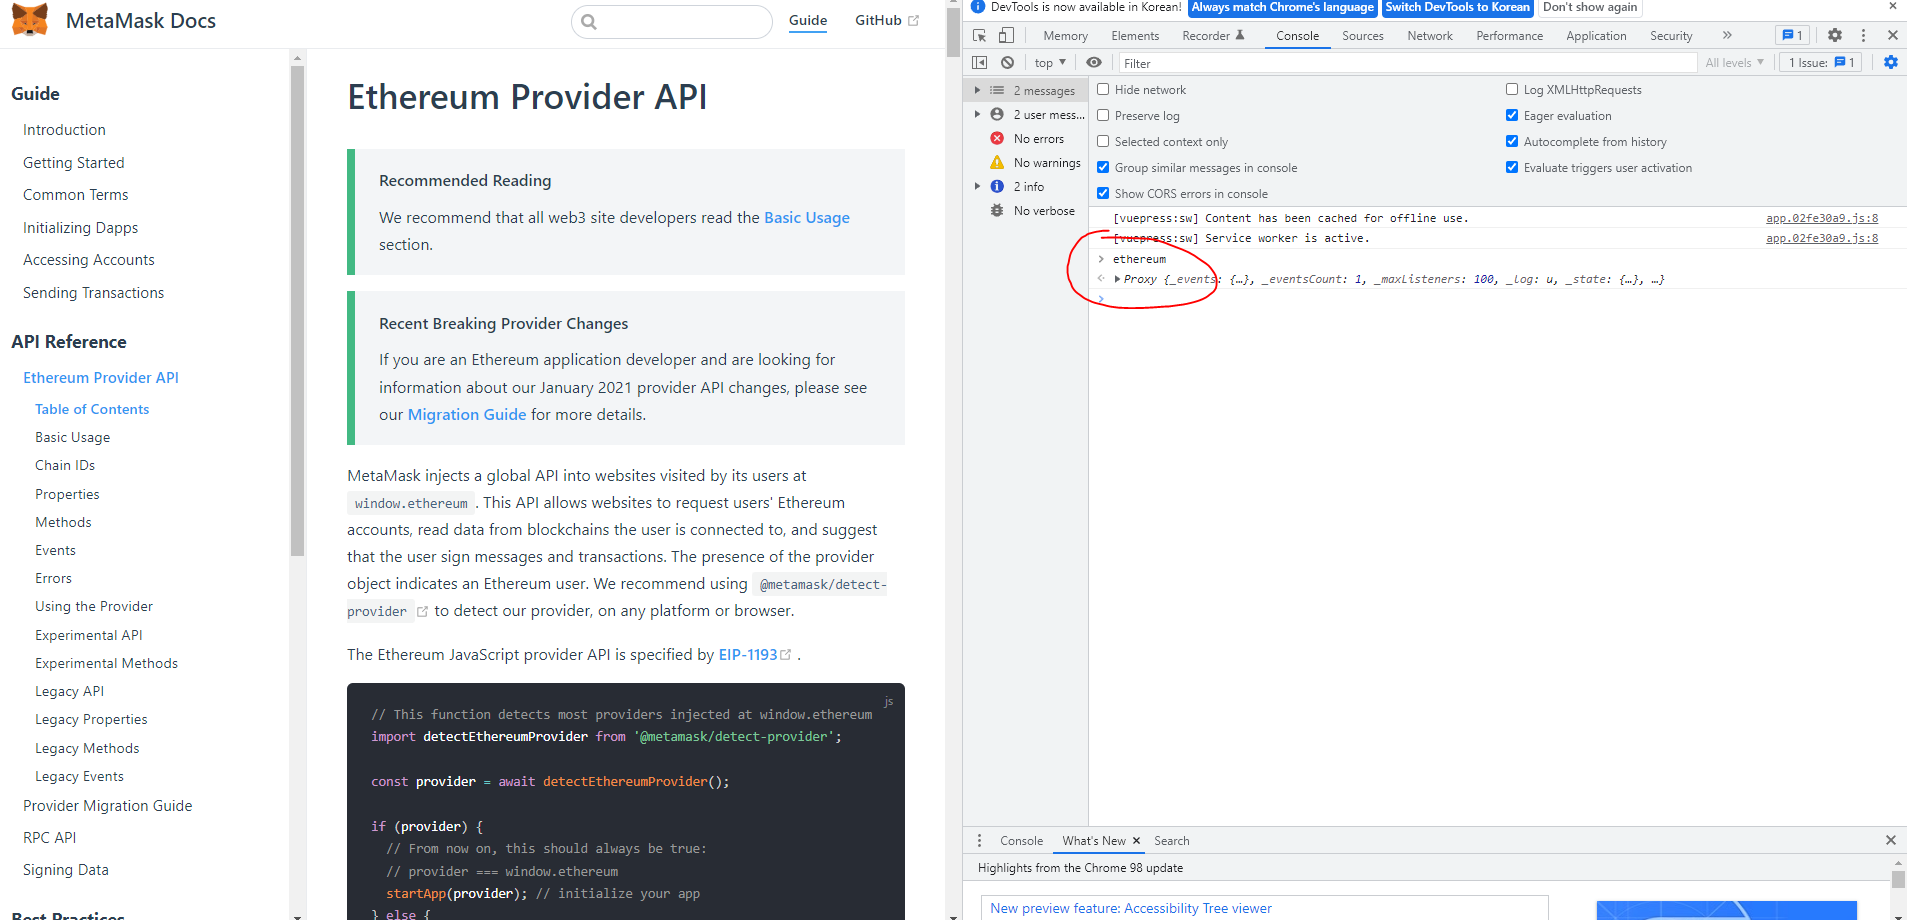 MetaMask Docs
Guide
GitHub
Guide
Introduction
Getting Started
Common Terms
Initializing Dapps
Accessing Accounts
Sending Transactions
API Reference
Ethereum Provider API
Table of Contents
Basic Usage
Chain IDs
Properties
Methods
Events
Errors
Using the Provider
Experimental API
Experimental Methods
Legacy API
Legacy Properties
Legacy Methods
Legacy Events
Provider Migration Guide
RPC API
Signing Data
Best Practices
Ethereum Provider API
Recommended Reading
We recommend that all web3 site developers read the Basic Usage
section.
Recent Breaking Provider Changes
If you are an Ethereum application developer and are looking for
information about our January 2021 provider API changes, please see
our Migration Guide for more details.
MetaMask injects a global API into websites visited by its users at
window.ethereum . This API allows websites to request users' Ethereum
accounts, read data from blockchains the user is connected to, and suggest
that the user sign messages and transactions. The presence of the provider
object indicates an Ethereum user. We recommend using @metamask/detect-
provider to detect our provider, on any platform or browser.
The Ethereum JavaScript provider API is specified by EIP-1193 .
js
// This function detects most providers injected at window.ethereum
import detectEthereumProvider from '@metamask/detect-provider';
const provider = await detectEthereumProvider();
if (provider) {
// From now on, this should always be true:
// provider === window.ethereum
startApp(provider); // initialize your app
} else {
DevTools is now available in Korean! Always match Chrome's language Switch DevTools to Korean Don't show again
Memory Elements Recorder Console Sources Network Performance Application Security » 1
top Filter All levels 1 Issue: 1
2 messages
2 user mess...
No errors
No warnings
2 info
No verbose
Hide network
Preserve log
Selected context only
Group similar messages in console
Show CORS errors in console
Log XMLHttpRequests
Eager evaluation
Autocomplete from history
Evaluate triggers user activation
[vuepress:sw] Content has been cached for offline use. app.02fe30a9.js:8
[vuepress:sw] Service worker is active. app.02fe30a9.js:8
> ethereum
Proxy {_events: {…}, _eventsCount: 1, _maxListeners: 100, _log: u, _state: {…}, …}
>
Console What's New × Search
Highlights from the Chrome 98 update
New preview feature: Accessibility Tree viewer